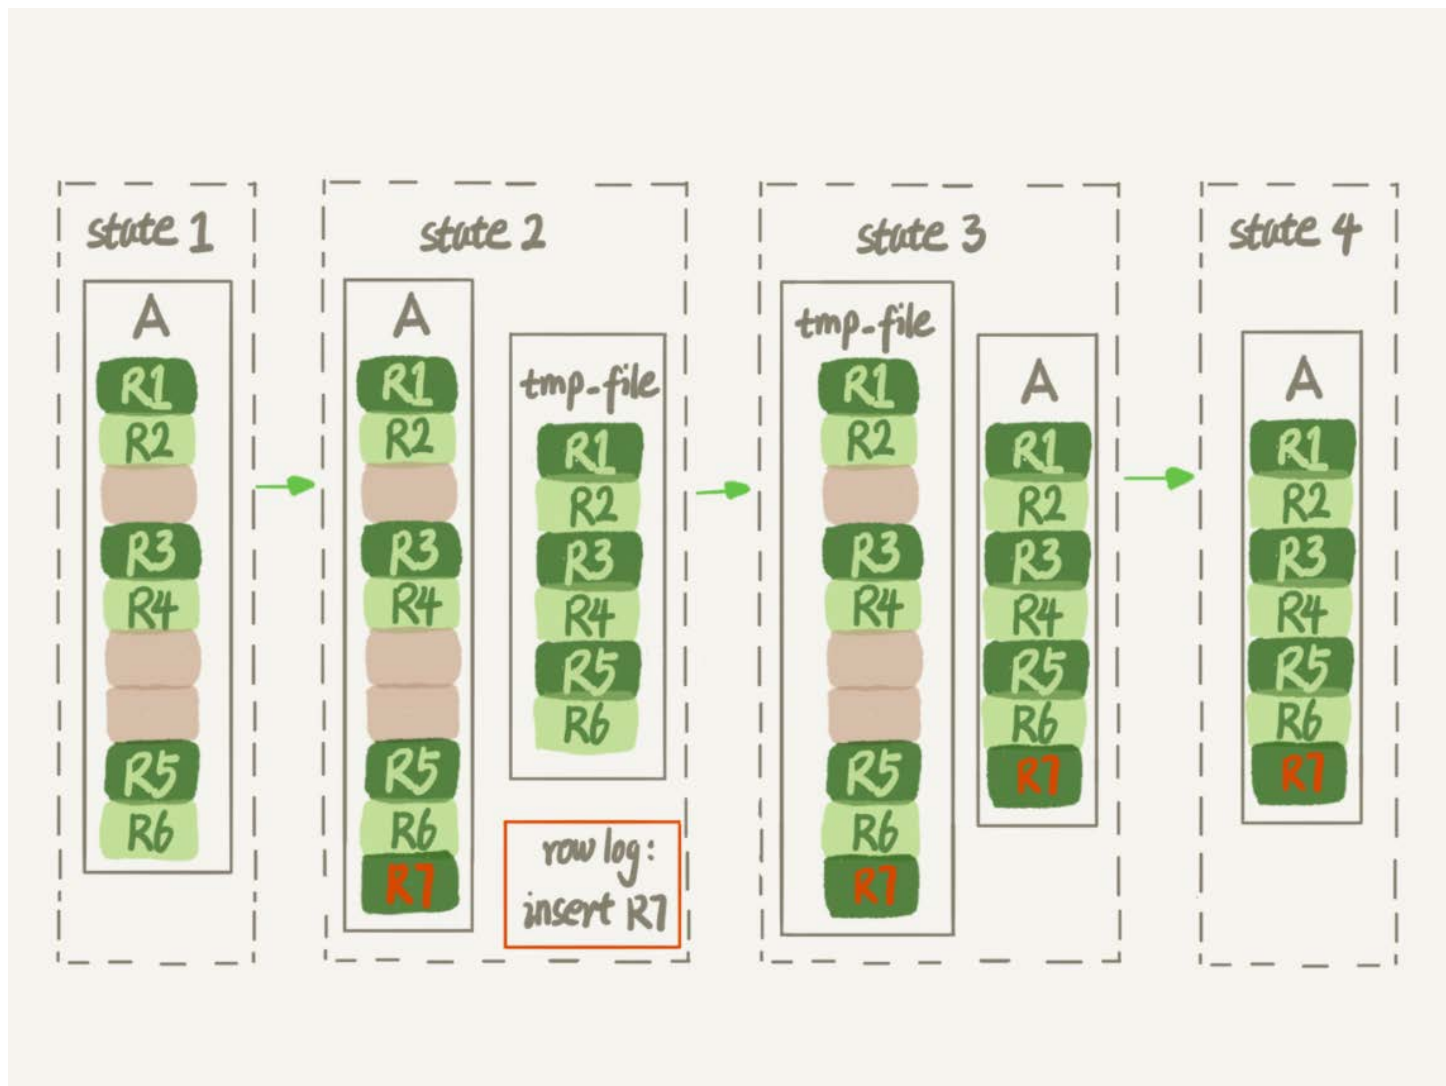 state 1
A
R1
R2
R3
R4
R5
R6
state 2
A
R1
R2
R3
R4
R5
R6
R7
tmp-file
R1
R2
R3
R4
R5
R6
row log:
insert R7
state 3
tmp-file
R1
R2
R3
R4
R5
R6
R7
A
R1
R2
R3
R4
R5
R6
R7
state 4
A
R1
R2
R3
R4
R5
R6
R7